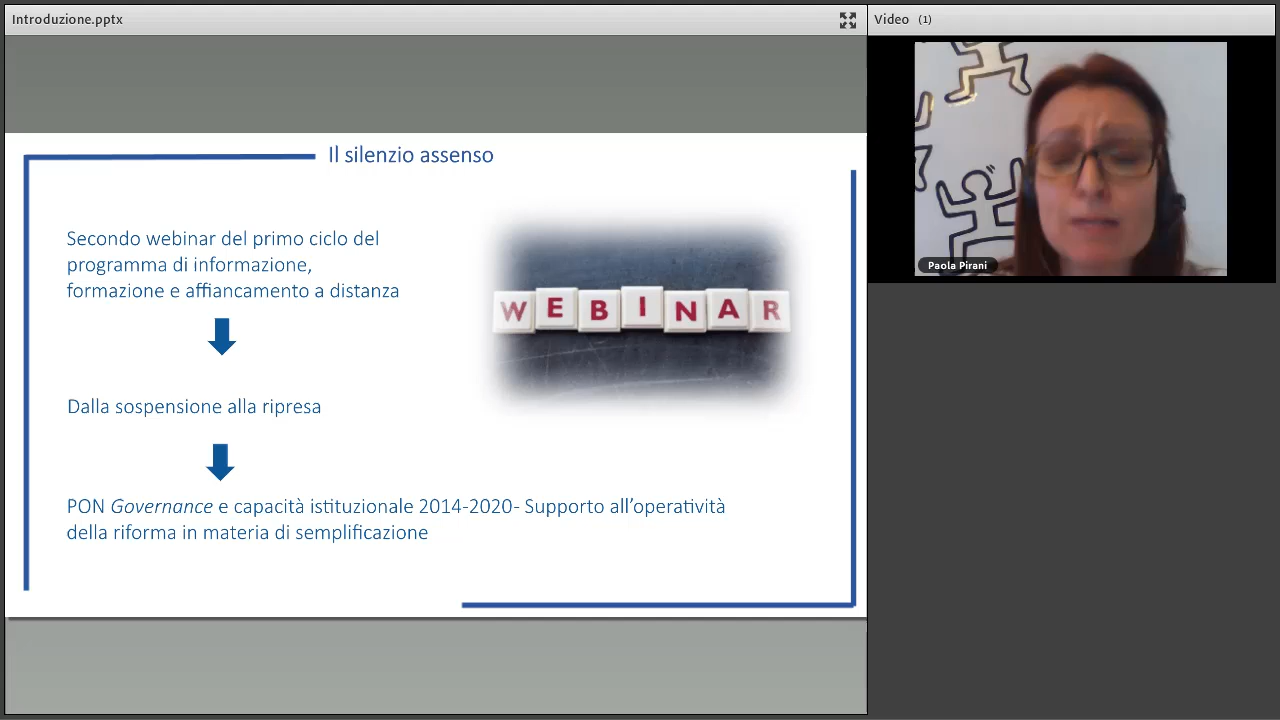 Introduzione.pptx
Video (1)
Il silenzio assenso
Secondo webinar del primo ciclo del
programma di informazione,
formazione e affiancamento a distanza
WEBINAR
Dalla sospensione alla ripresa
PON Governance e capacità istituzionale 2014-2020- Supporto all’operatività
della riforma in materia di semplificazione
Paola Pirani